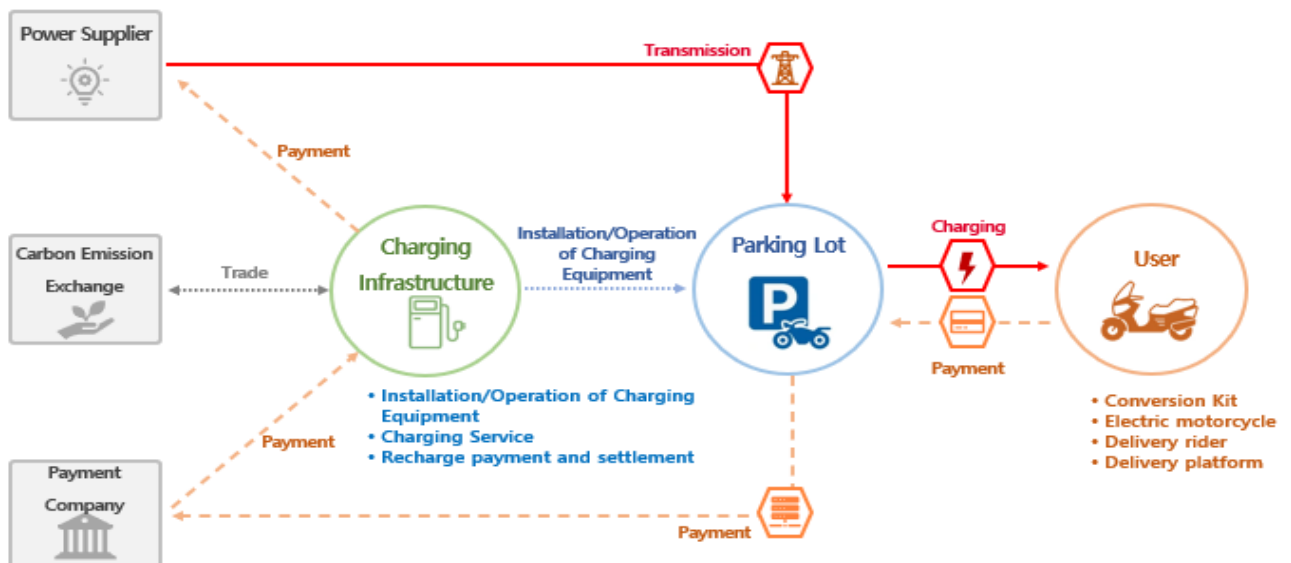 Power Supplier
Transmission
Payment
Carbon Emission
Exchange
Trade
Charging
Infrastructure
Installation/Operation
of Charging
Equipment
Parking Lot
P
Charging
User
Payment
• Installation/Operation of Charging
Equipment
• Charging Service
• Recharge payment and settlement
• Conversion Kit
• Electric motorcycle
• Delivery rider
• Delivery platform
Payment
Payment
Company
Payment